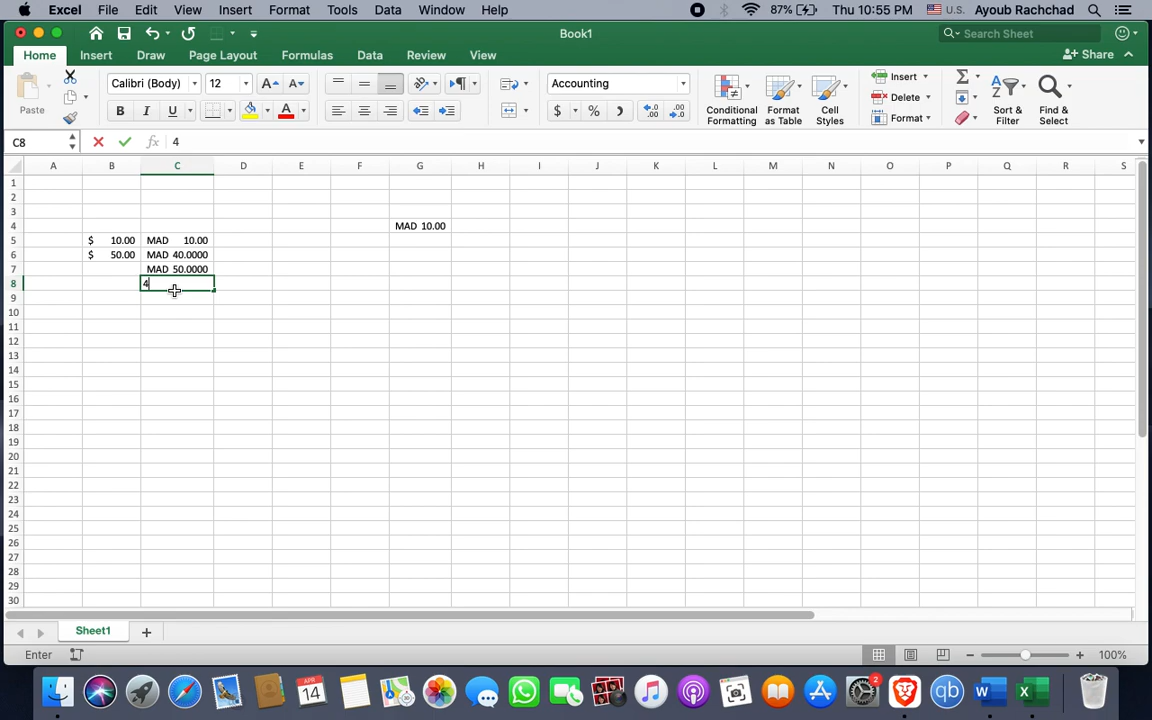 Excel File Edit View Insert Format Tools Data Window Help 87% Thu 10:55 PM U.S. Ayoub Rachchad
Book1 Search Sheet
Home Insert Draw Page Layout Formulas Data Review View Share
Paste Calibri (Body) 12 Accounting Conditional Formatting Format as Table Cell Styles Insert Delete Format Sort & Filter Find & Select
C8 fx 4
A B C D E F G H I J K L M N O P Q R S
1
2
3
4 MAD 10.00
5 $ 10.00 MAD 10.00
6 $ 50.00 MAD 40.0000
7 MAD 50.0000
8 4
9
10
11
12
13
14
15
16
17
18
19
20
21
22
23
24
25
26
27
28
29
30
Sheet1
Enter 100%
APR 14 2 qb W X